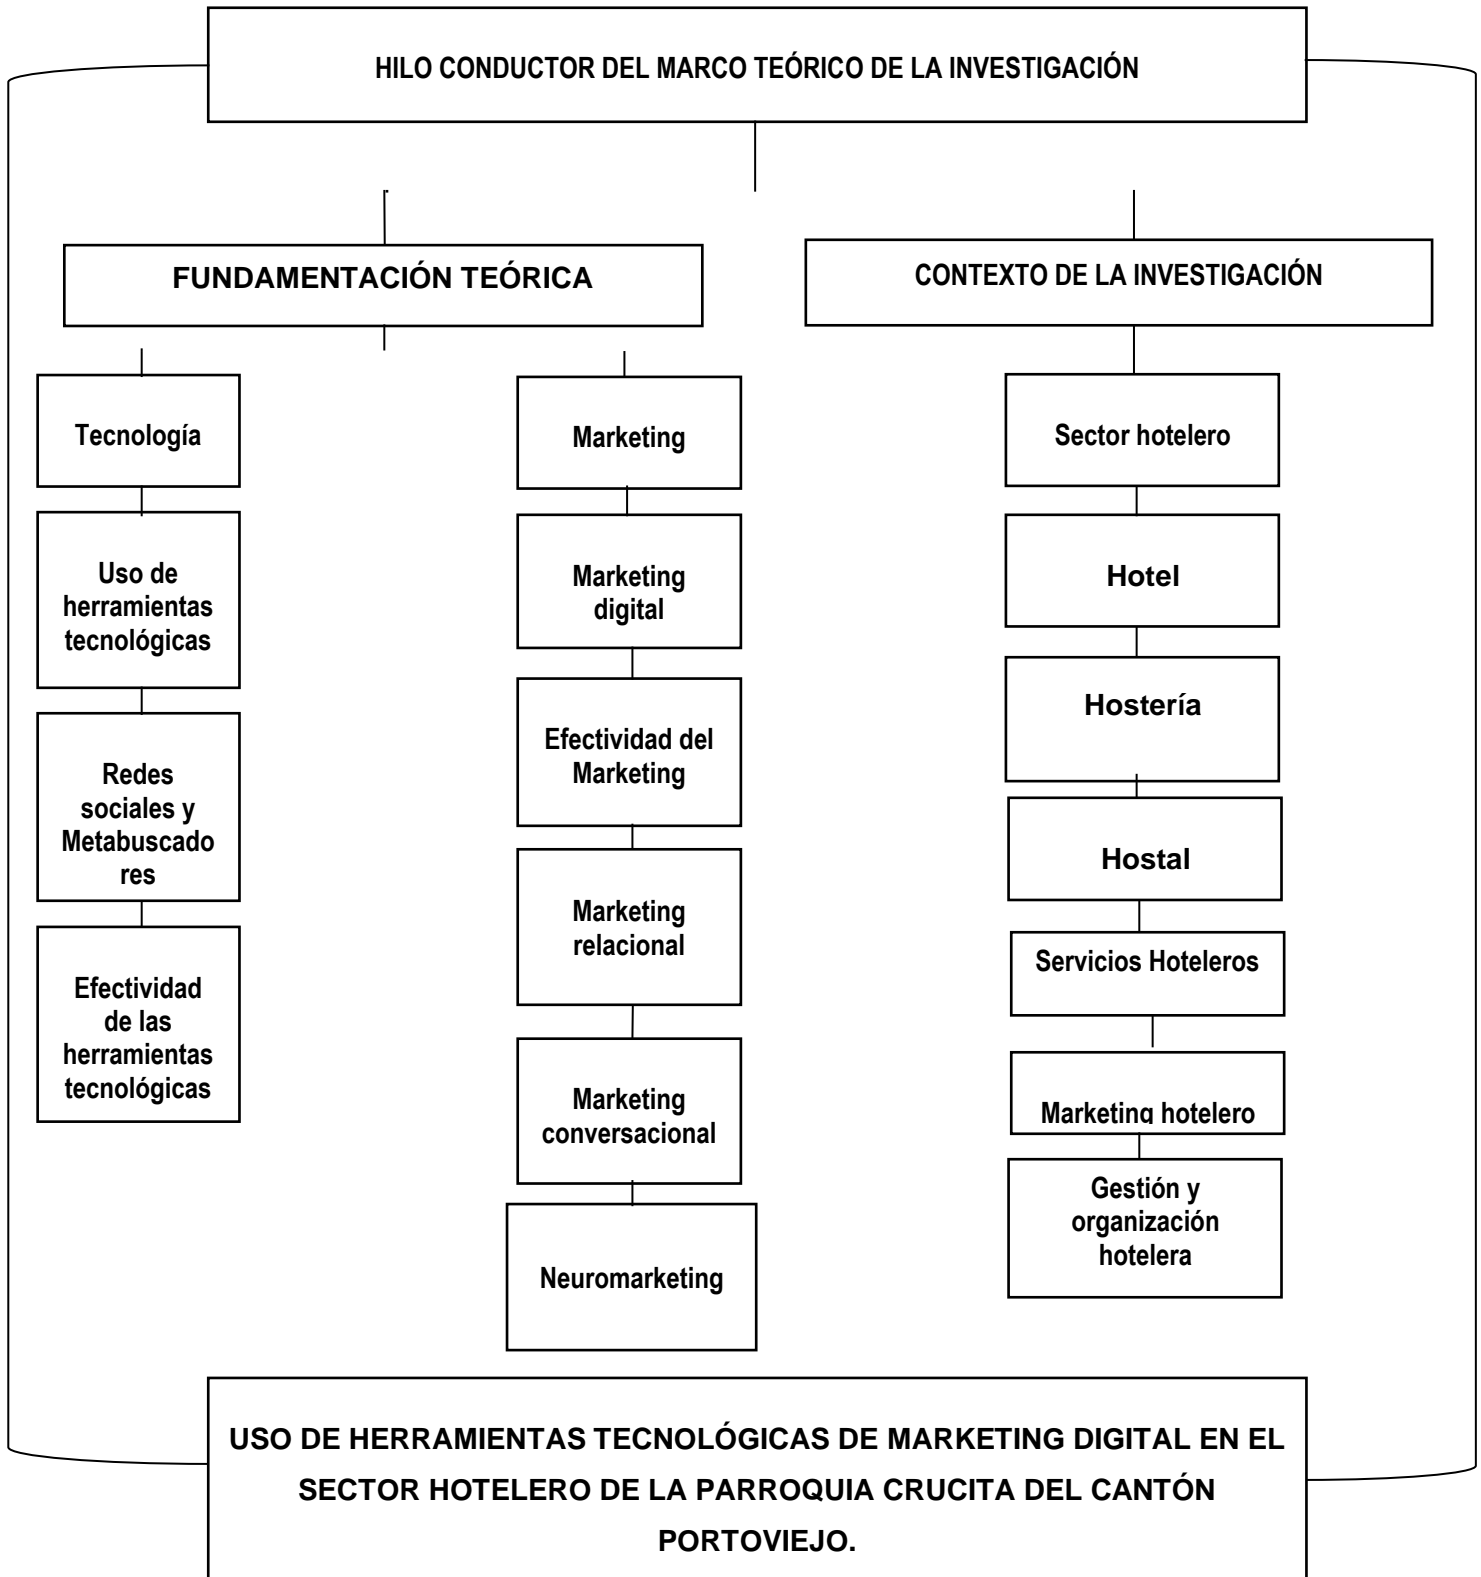 HILO CONDUCTOR DEL MARCO TEÓRICO DE LA INVESTIGACIÓN
FUNDAMENTACIÓN TEÓRICA
CONTEXTO DE LA INVESTIGACIÓN
Tecnología
Uso de
herramientas
tecnológicas
Redes
sociales y
Metabuscado
res
Efectividad
de las
herramientas
tecnológicas
Marketing
Marketing
digital
Efectividad del
Marketing
Marketing
relacional
Marketing
conversacional
Neuromarketing
Sector hotelero
Hotel
Hostería
Hostal
Servicios Hoteleros
Marketing hotelero
Gestión y
organización
hotelera
USO DE HERRAMIENTAS TECNOLÓGICAS DE MARKETING DIGITAL EN EL
SECTOR HOTELERO DE LA PARROQUIA CRUCITA DEL CANTÓN
PORTOVIEJO.